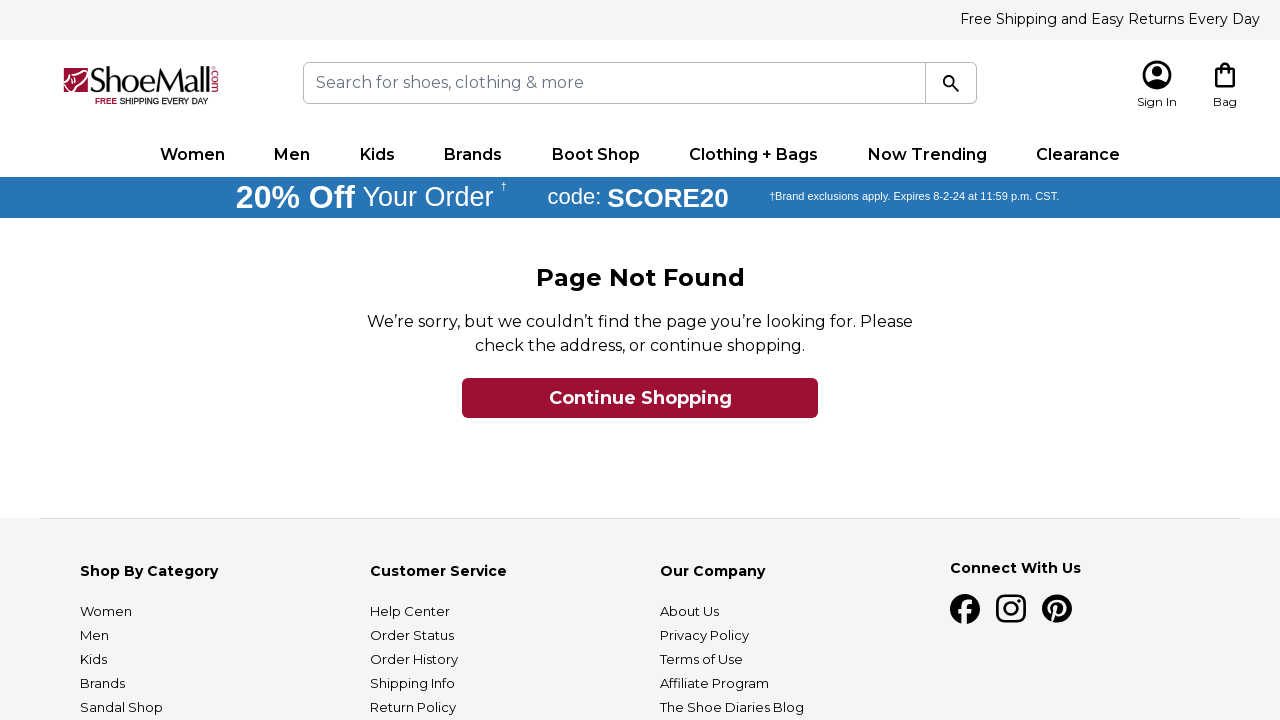 Free Shipping and Easy Returns Every Day
ShoeMall.com
FREE SHIPPING EVERY DAY
Search for shoes, clothing & more
Sign In
Bag
Women Men Kids Brands Boot Shop Clothing + Bags Now Trending Clearance
20% Off Your Order † code: SCORE20 †Brand exclusions apply. Expires 8-2-24 at 11:59 p.m. CST.
Page Not Found
We’re sorry, but we couldn’t find the page you’re looking for. Please
check the address, or continue shopping.
Continue Shopping
Shop By Category
Women
Men
Kids
Brands
Sandal Shop
Customer Service
Help Center
Order Status
Order History
Shipping Info
Return Policy
Our Company
About Us
Privacy Policy
Terms of Use
Affiliate Program
The Shoe Diaries Blog
Connect With Us